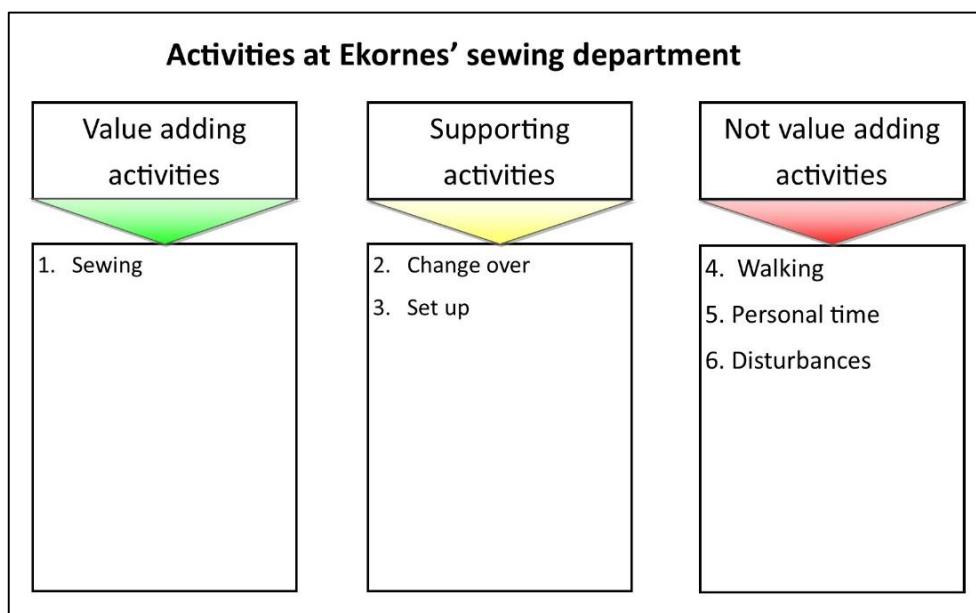 Activities at Ekornes' sewing department
Value adding
activities
1. Sewing
Supporting
activities
2. Change over
3. Set up
Not value adding
activities
4. Walking
5. Personal time
6. Disturbances